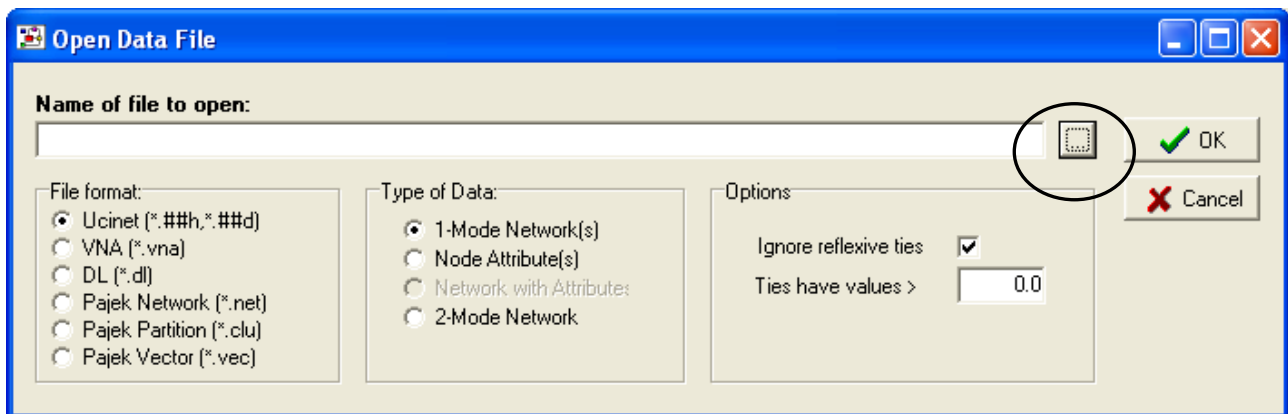 Open Data File
Name of file to open:
OK
Cancel
File format:
Ucinet (*.##h,*.##d)
VNA (*.vna)
DL (*.dl)
Pajek Network (*.net)
Pajek Partition (*.clu)
Pajek Vector (*.vec)
Type of Data:
1-Mode Network(s)
Node Attribute(s)
Network with Attributes
2-Mode Network
Options
Ignore reflexive ties
Ties have values > 0.0